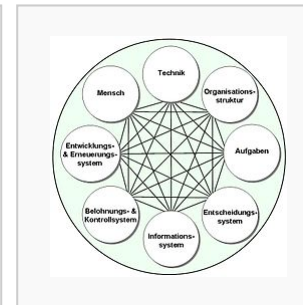 Technik
Mensch
Organisations-
struktur
Entwicklungs-
& Erneuerungs-
system
Aufgaben
Belohnungs- &
Kontrollsystem
Entscheidungs-
system
Informations-
system